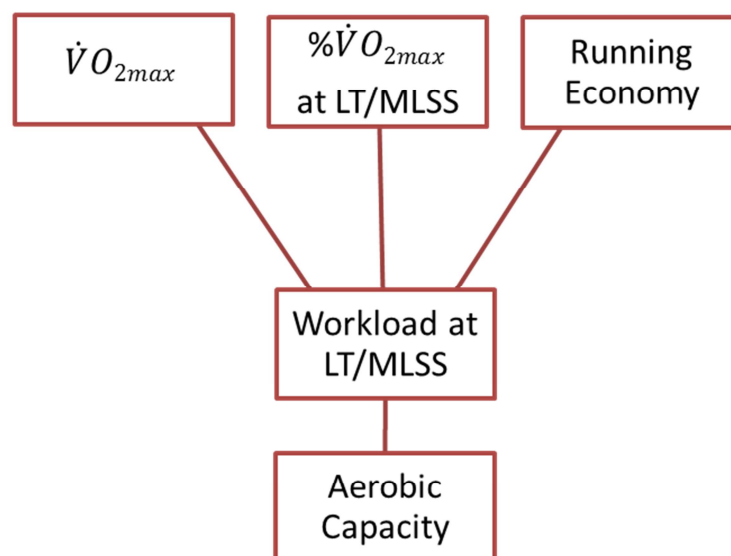 V̇O₂ₘₐₓ
%V̇O₂ₘₐₓ
at LT/MLSS
Running
Economy
Workload at
LT/MLSS
Aerobic
Capacity